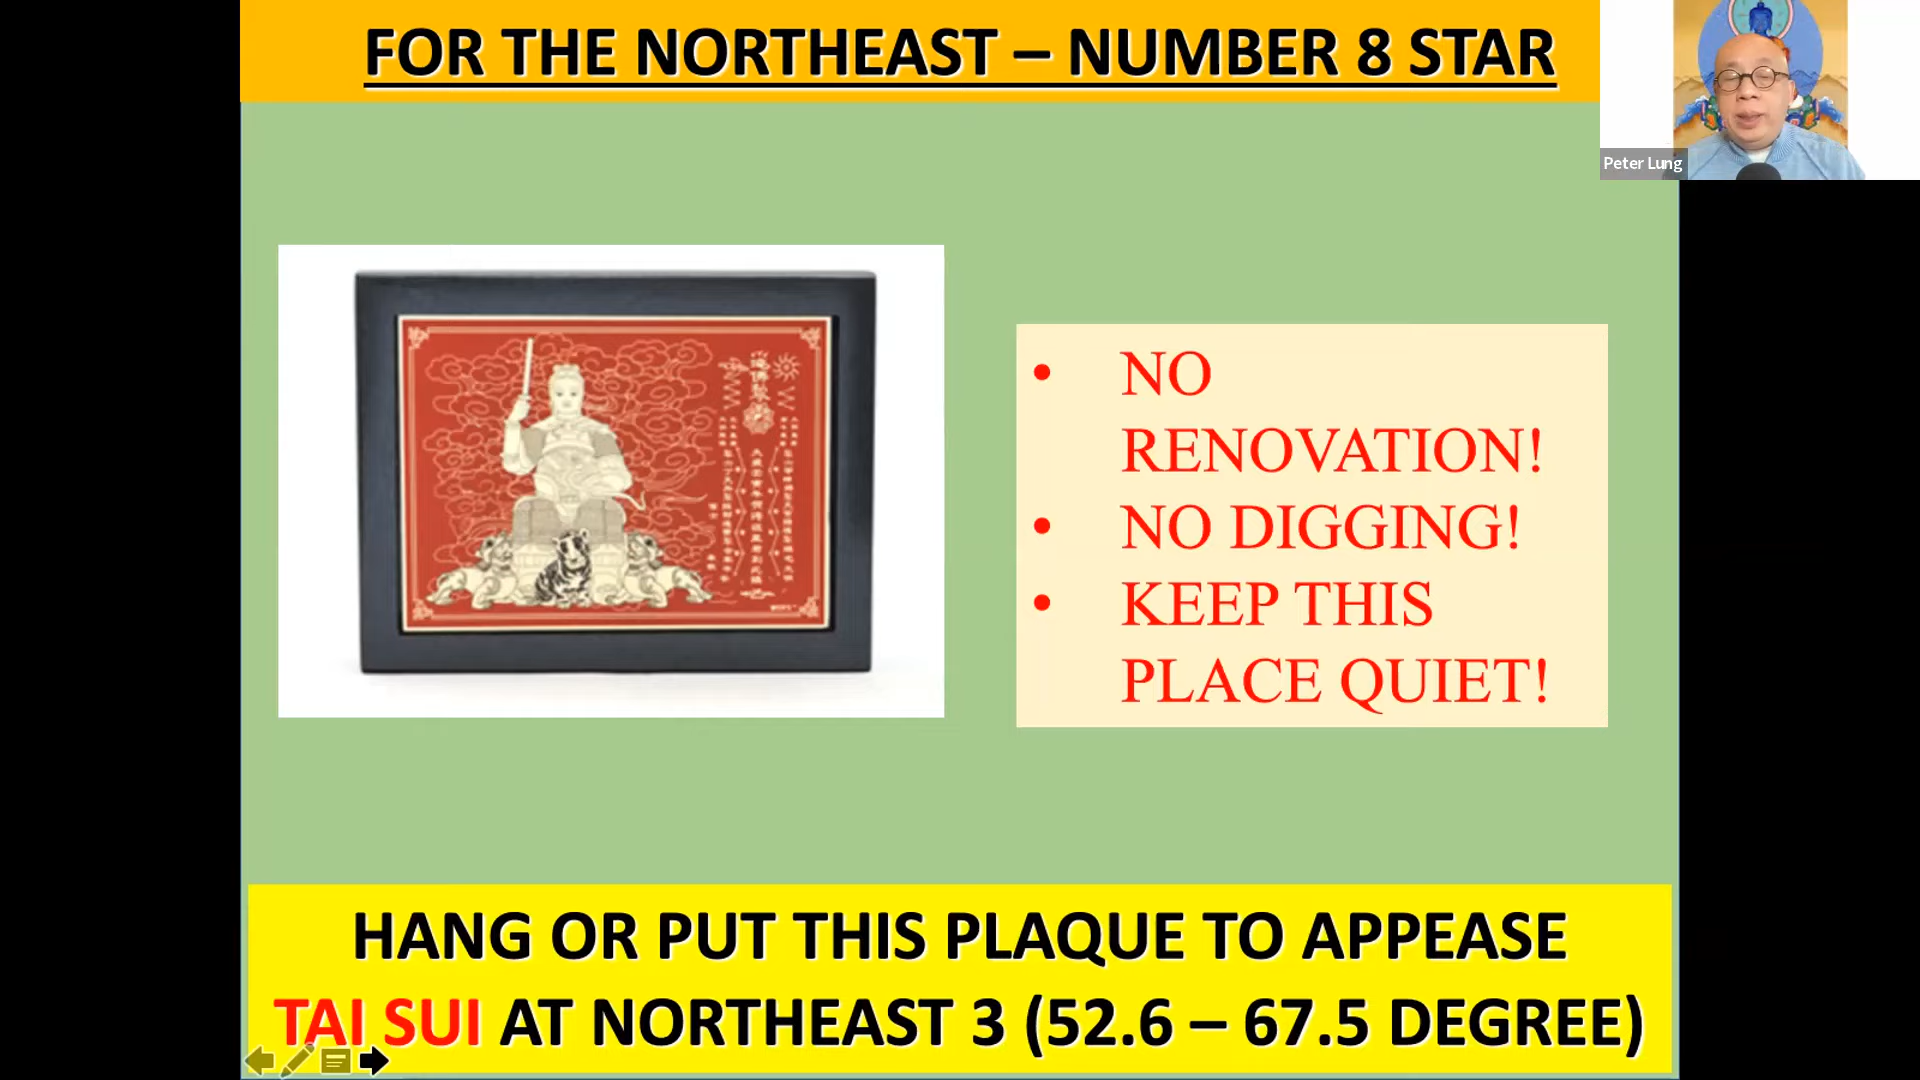 FOR THE NORTHEAST – NUMBER 8 STAR
Peter Lung
• NO
RENOVATION!
• NO DIGGING!
• KEEP THIS
PLACE QUIET!
HANG OR PUT THIS PLAQUE TO APPEASE
TAI SUI AT NORTHEAST 3 (52.6 – 67.5 DEGREE)